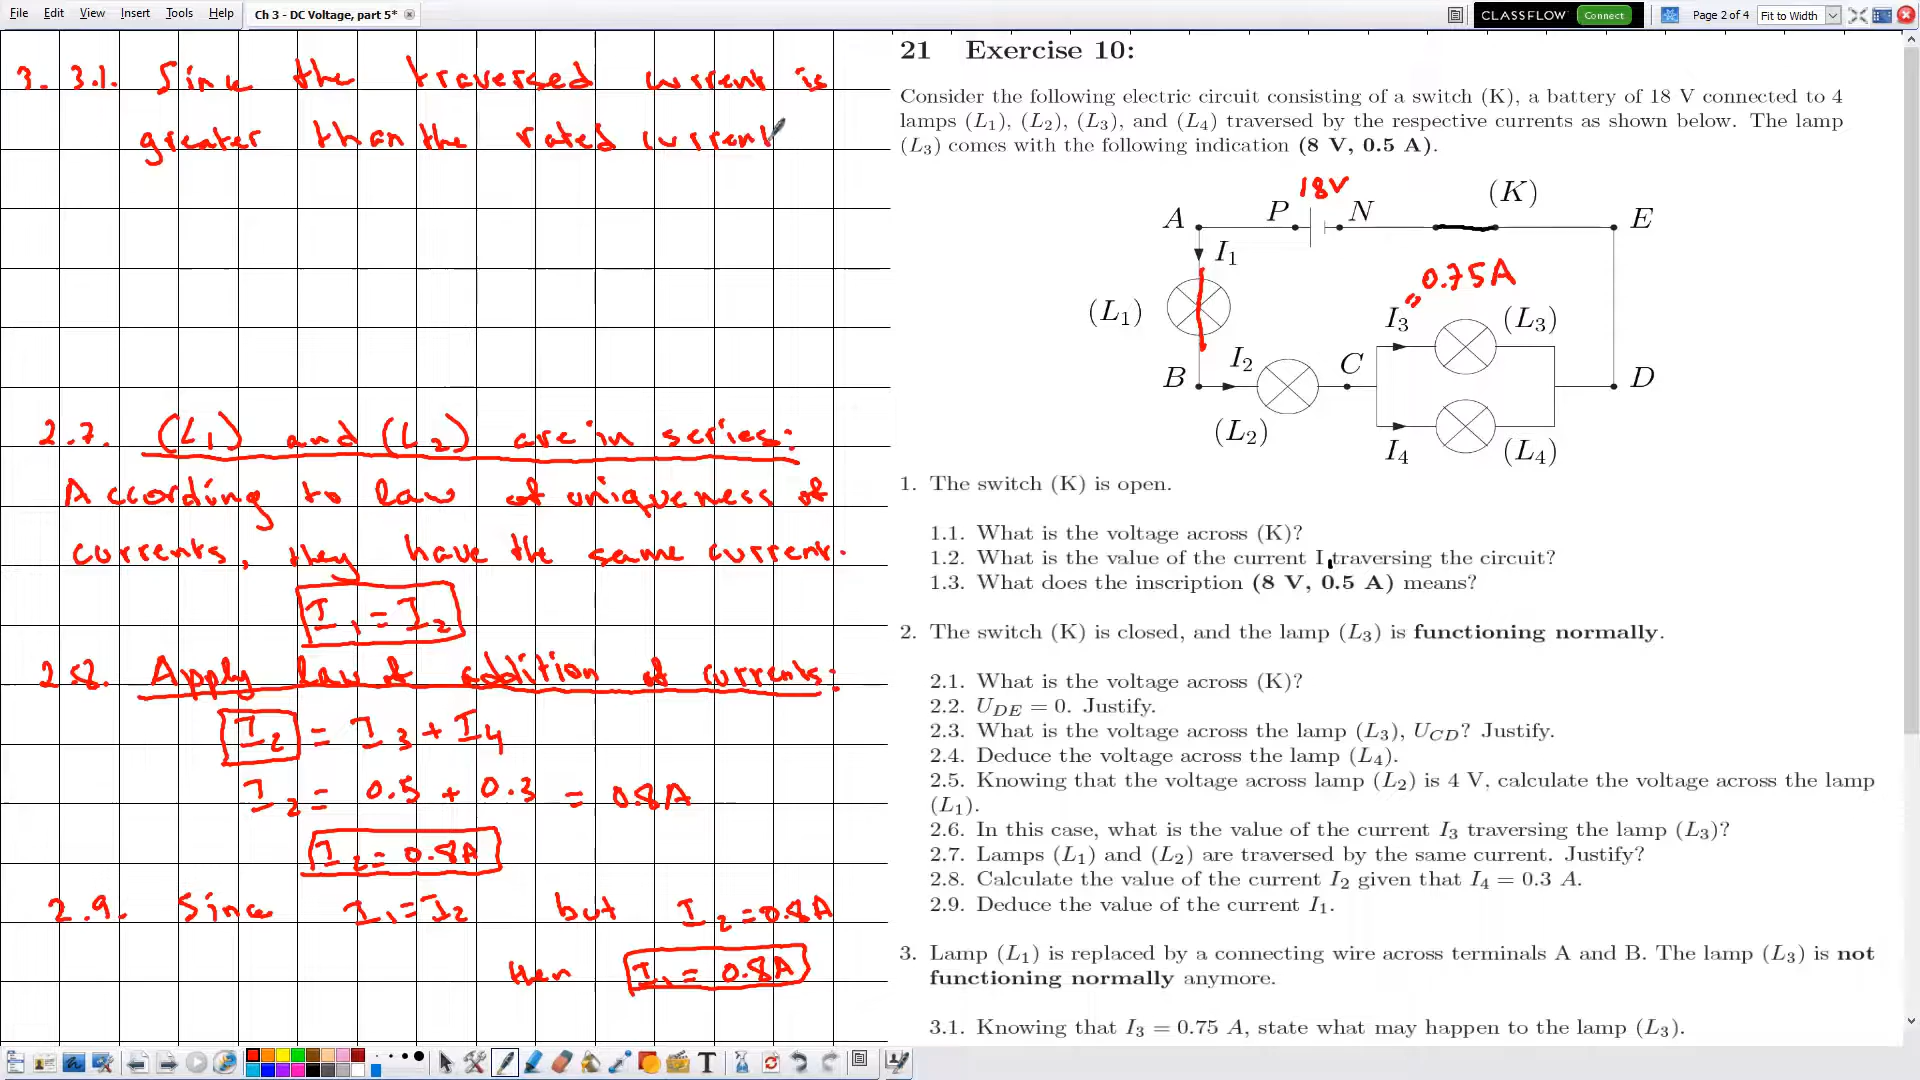 File Edit View Insert Tools Help
Ch 3 - DC Voltage, part 5*
CLASSFLOW Connect
Page 2 of 4 Fit to Width
3. 3.1. Since the traversed current is
greater than the rated current
2.7. (L1) and (L2) are in series:
According to law of uniqueness of
currents, they have the same current.
I1 = I2
2.8. Apply law of addition of currents:
I2 = I3 + I4
I2 = 0.5 + 0.3 = 0.8A
I2 = 0.8A
2.9. Since I1 = I2 but I2 = 0.8A
then I1 = 0.8A
21 Exercise 10:
Consider the following electric circuit consisting of a switch (K), a battery of 18 V connected to 4
lamps (L1), (L2), (L3), and (L4) traversed by the respective currents as shown below. The lamp
(L3) comes with the following indication (8 V, 0.5 A).
18V
(K)
A P N E
I1
0.75A
=
(L1)
I3 (L3)
I2
B C D
(L2)
I4 (L4)
1. The switch (K) is open.
1.1. What is the voltage across (K)?
1.2. What is the value of the current I traversing the circuit?
1.3. What does the inscription (8 V, 0.5 A) means?
2. The switch (K) is closed, and the lamp (L3) is functioning normally.
2.1. What is the voltage across (K)?
2.2. UDE = 0. Justify.
2.3. What is the voltage across the lamp (L3), UCD? Justify.
2.4. Deduce the voltage across the lamp (L4).
2.5. Knowing that the voltage across lamp (L2) is 4 V, calculate the voltage across the lamp
(L1).
2.6. In this case, what is the value of the current I3 traversing the lamp (L3)?
2.7. Lamps (L1) and (L2) are traversed by the same current. Justify?
2.8. Calculate the value of the current I2 given that I4 = 0.3 A.
2.9. Deduce the value of the current I1.
3. Lamp (L1) is replaced by a connecting wire across terminals A and B. The lamp (L3) is not
functioning normally anymore.
3.1. Knowing that I3 = 0.75 A, state what may happen to the lamp (L3).